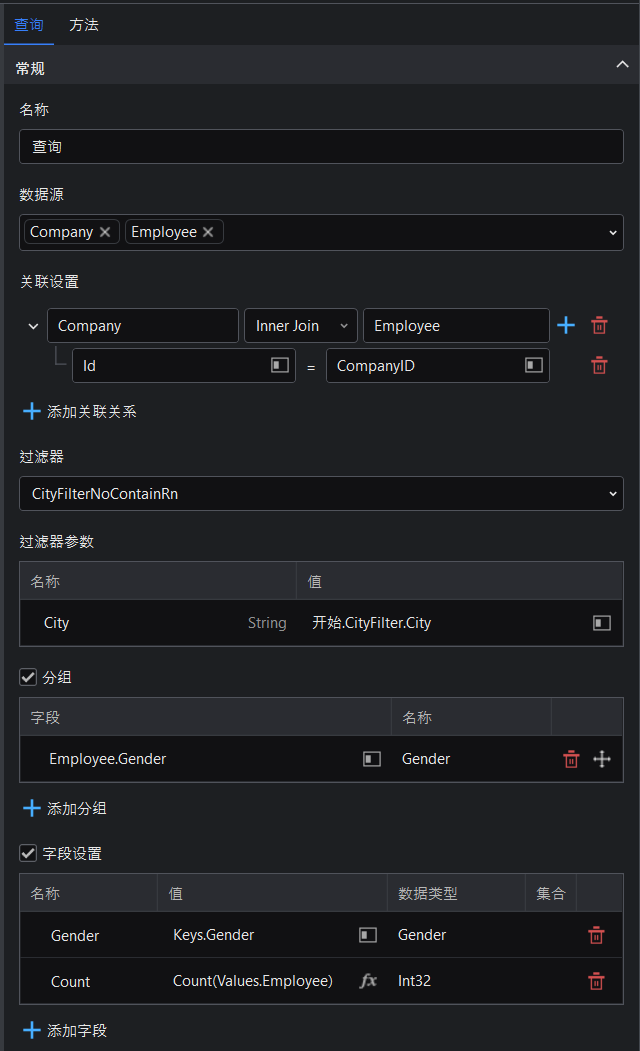 查询 方法
常规
名称
查询
数据源
Company Employee
关联设置
Company Inner Join Employee
Id = CompanyID
添加关联关系
过滤器
CityFilterNoContainRn
过滤器参数
名称 值
City String 开始.CityFilter.City
分组
字段 名称
Employee.Gender Gender
添加分组
字段设置
名称 值 数据类型 集合
Gender Keys.Gender Gender
Count Count(Values.Employee) fx Int32
添加字段